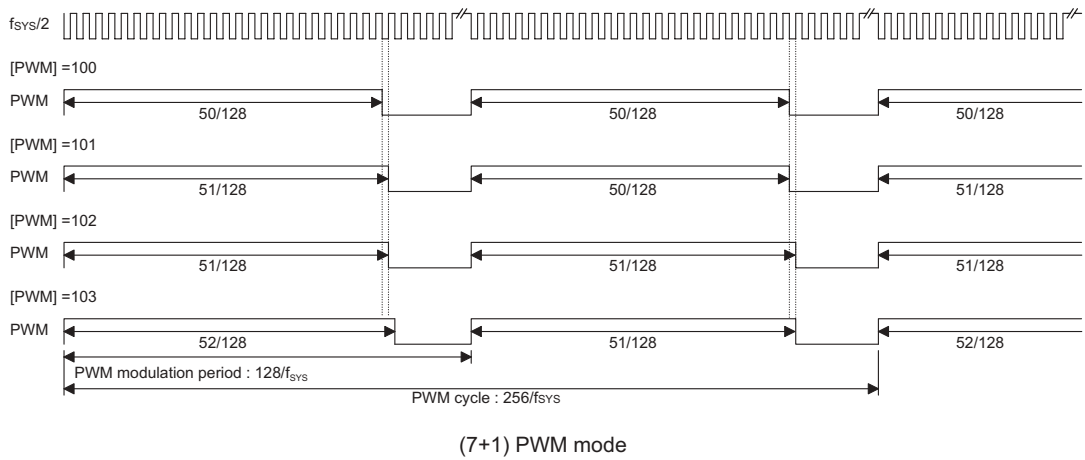 fSYS/2
[PWM] =100
PWM
50/128 50/128 50/128
[PWM] =101
PWM
51/128 50/128 51/128
[PWM] =102
PWM
51/128 51/128 51/128
[PWM] =103
PWM
52/128 51/128 52/128
PWM modulation period : 128/fSYS
PWM cycle : 256/fSYS
(7+1) PWM mode